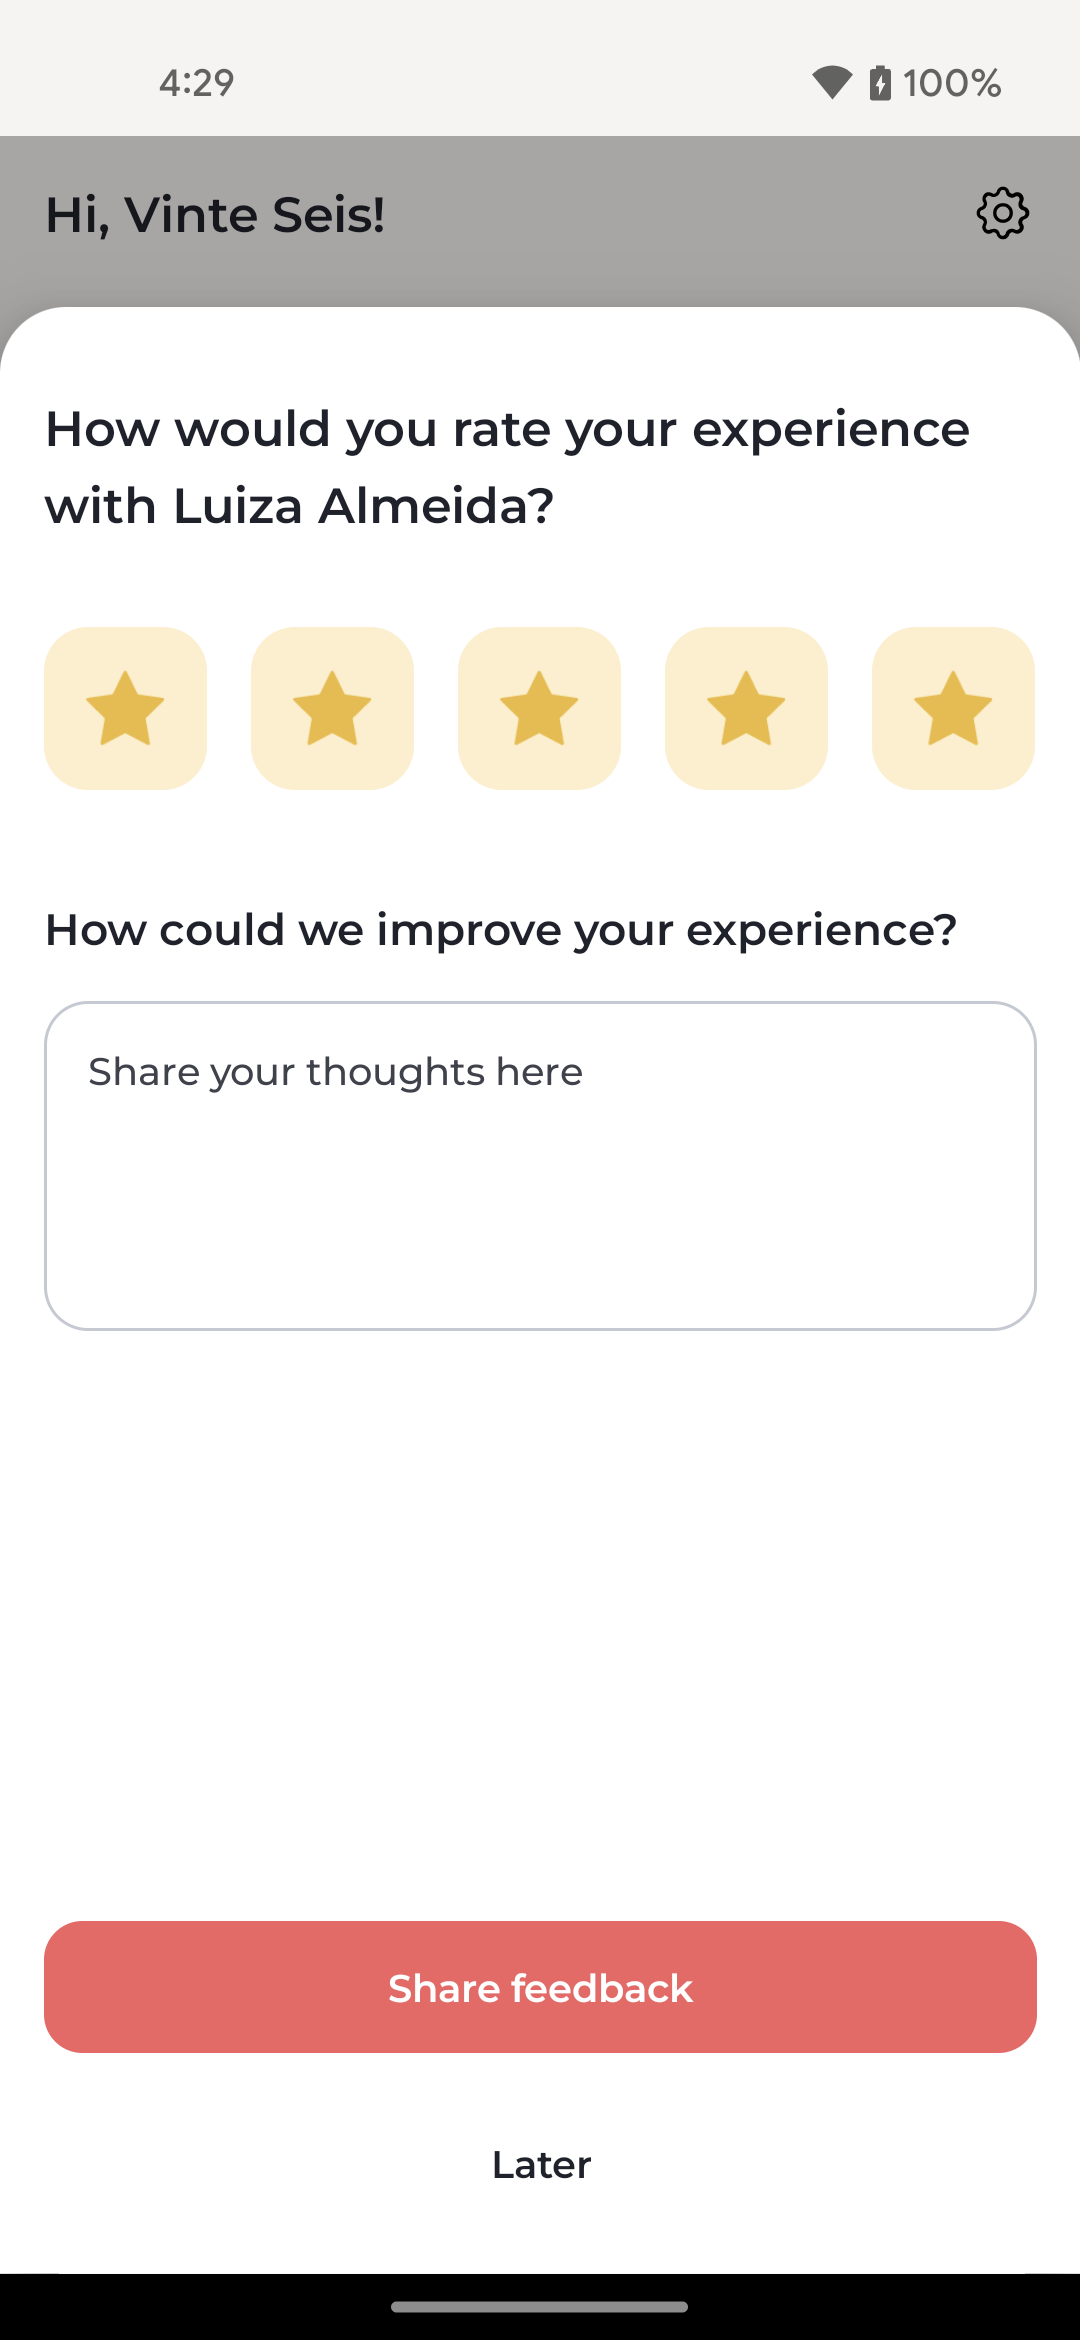 4:29
100%
Hi, Vinte Seis!
How would you rate your experience
with Luiza Almeida?
How could we improve your experience?
Share your thoughts here
Share feedback
Later